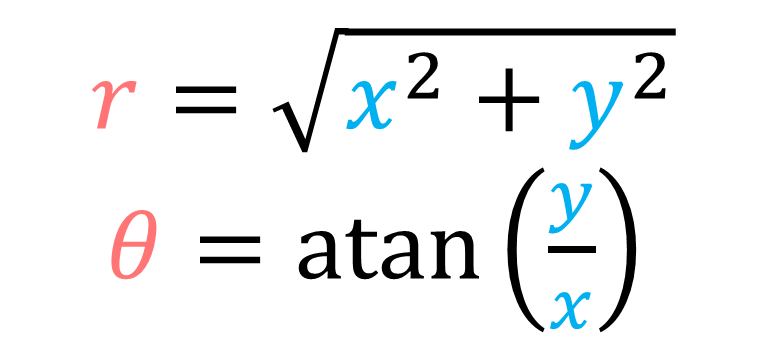 r = √(x² + y²)
θ = atan(y/x)